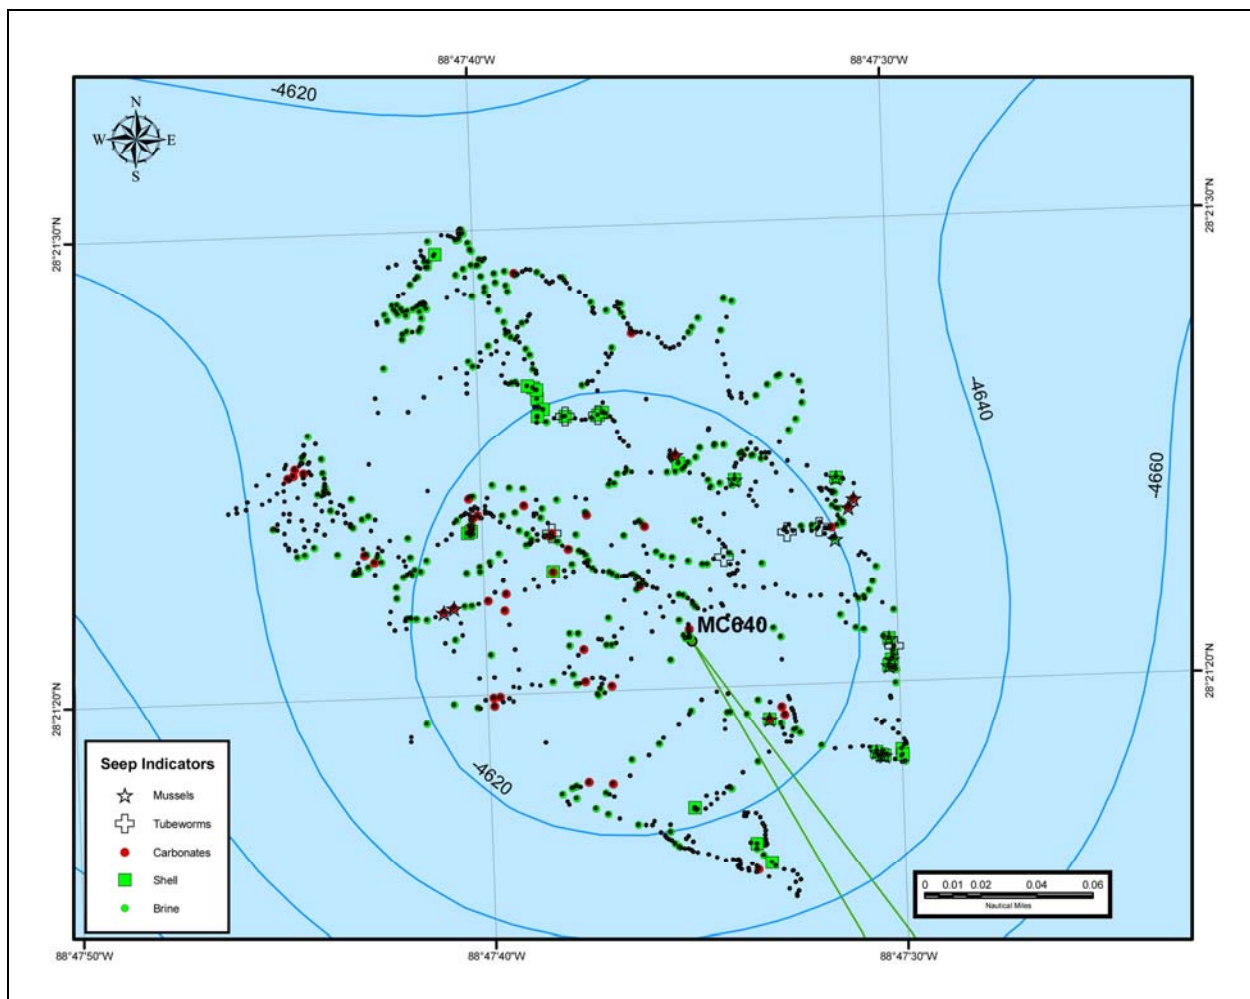 88°47'40"W 88°47'30"W
-4620
N
W E
S
28°21'30"N
28°21'30"N
-4640
-4660
MC640
28°21'20"N
28°21'20"N
-4620
Seep Indicators
Mussels
Tubeworms
Carbonates
Shell
Brine
0 0.01 0.02 0.04 0.06
Nautical Miles
88°47'50"W 88°47'40"W 88°47'30"W